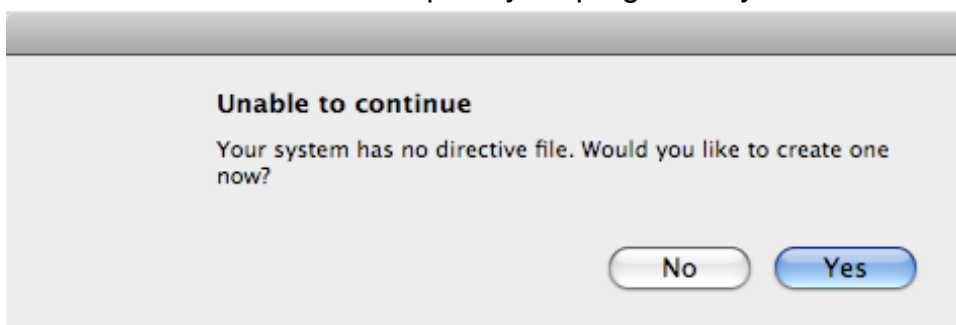 Unable to continue
Your system has no directive file. Would you like to create one
now?
No Yes